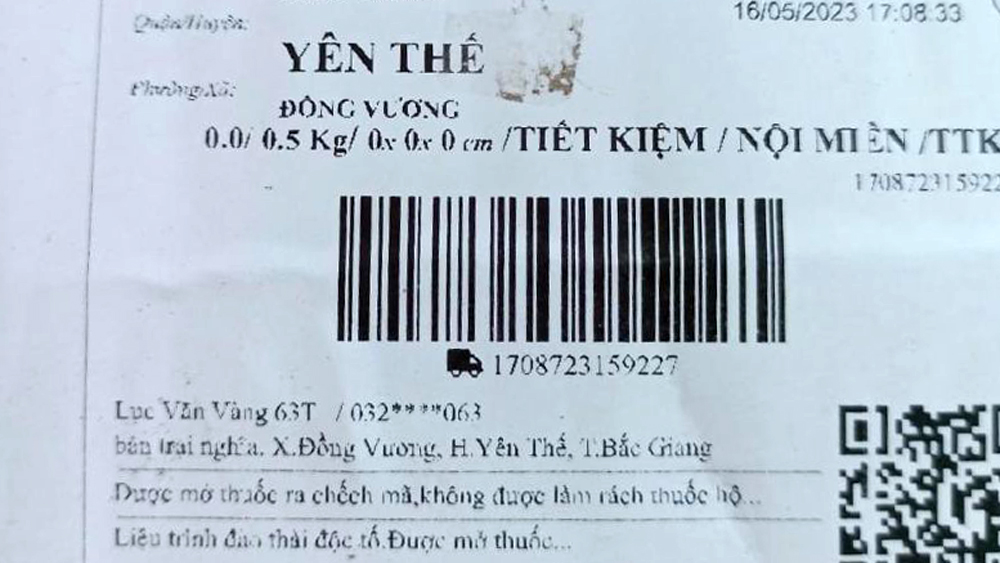 Quận/Huyện:
16/05/2023 17:08:33
YÊN THẾ
Phường/Xã:
ĐỒNG VƯƠNG
0.0/ 0.5 Kg/ 0x 0x 0 cm /TIẾT KIỆM / NỘI MIỀN /TTK
170872315922
1708723159227
Lục Văn Vàng 63T / 032****063
bản trại nghĩa, X.Đồng Vương, H.Yên Thế, T.Bắc Giang
Được mở thuốc ra chếch mã,không được làm rách thuốc hộ...
Liệu trình đào thải độc tố.Được mở thuốc...